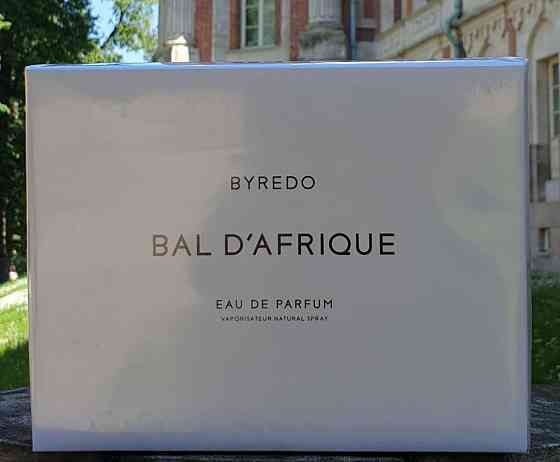 BYREDO
BAL D'AFRIQUE
EAU DE PARFUM
VAPORISATEUR NATURAL SPRAY